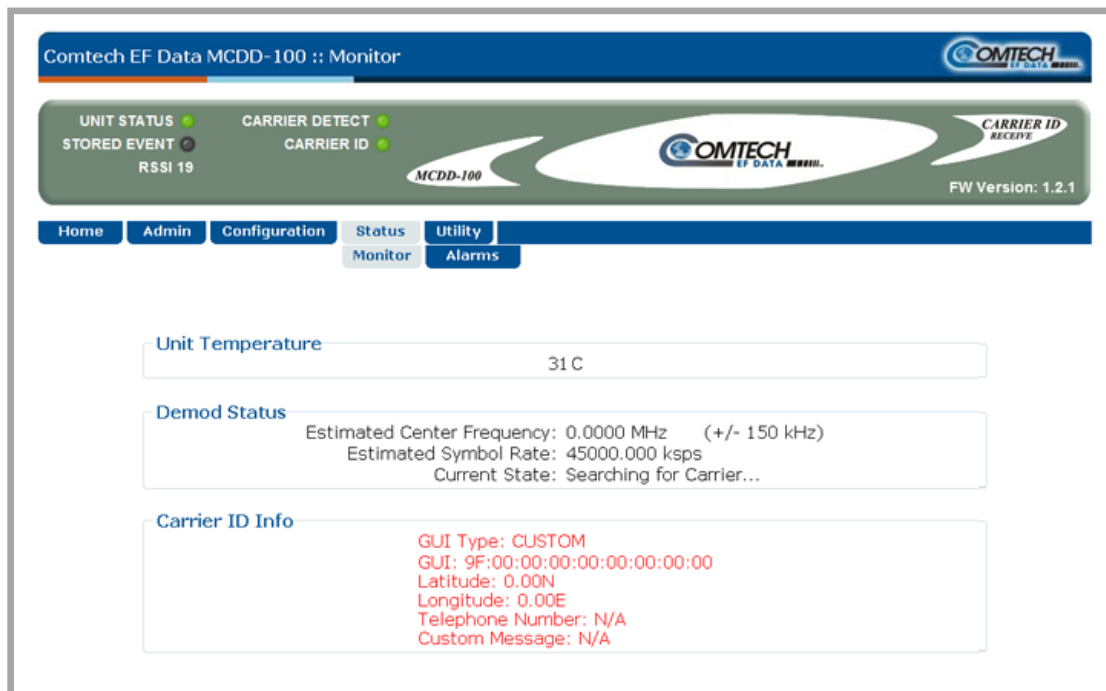 Comtech EF Data MCDD-100 :: Monitor
COMTECH
EF DATA
UNIT STATUS
CARRIER DETECT
STORED EVENT
CARRIER ID
RSSI 19
MCDD-100
COMTECH
EF DATA
CARRIER ID
RECEIVE
FW Version: 1.2.1
Home Admin Configuration Status Utility
Monitor Alarms
Unit Temperature
31 C
Demod Status
Estimated Center Frequency: 0.0000 MHz (+/- 150 kHz)
Estimated Symbol Rate: 45000.000 ksps
Current State: Searching for Carrier...
Carrier ID Info
GUI Type: CUSTOM
GUI: 9F:00:00:00:00:00:00:00:00
Latitude: 0.00N
Longitude: 0.00E
Telephone Number: N/A
Custom Message: N/A